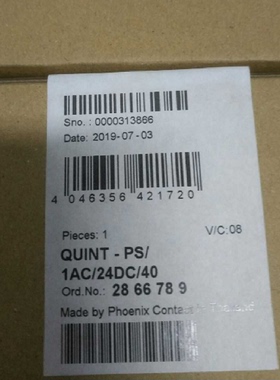 Sno. : 0000313866
Date: 2019-07-03
4 046356 421720
Pieces: 1
V/C:08
QUINT - PS/
1AC/24DC/40
Ord.No.: 28 66 78 9
Made by Phoenix Contact